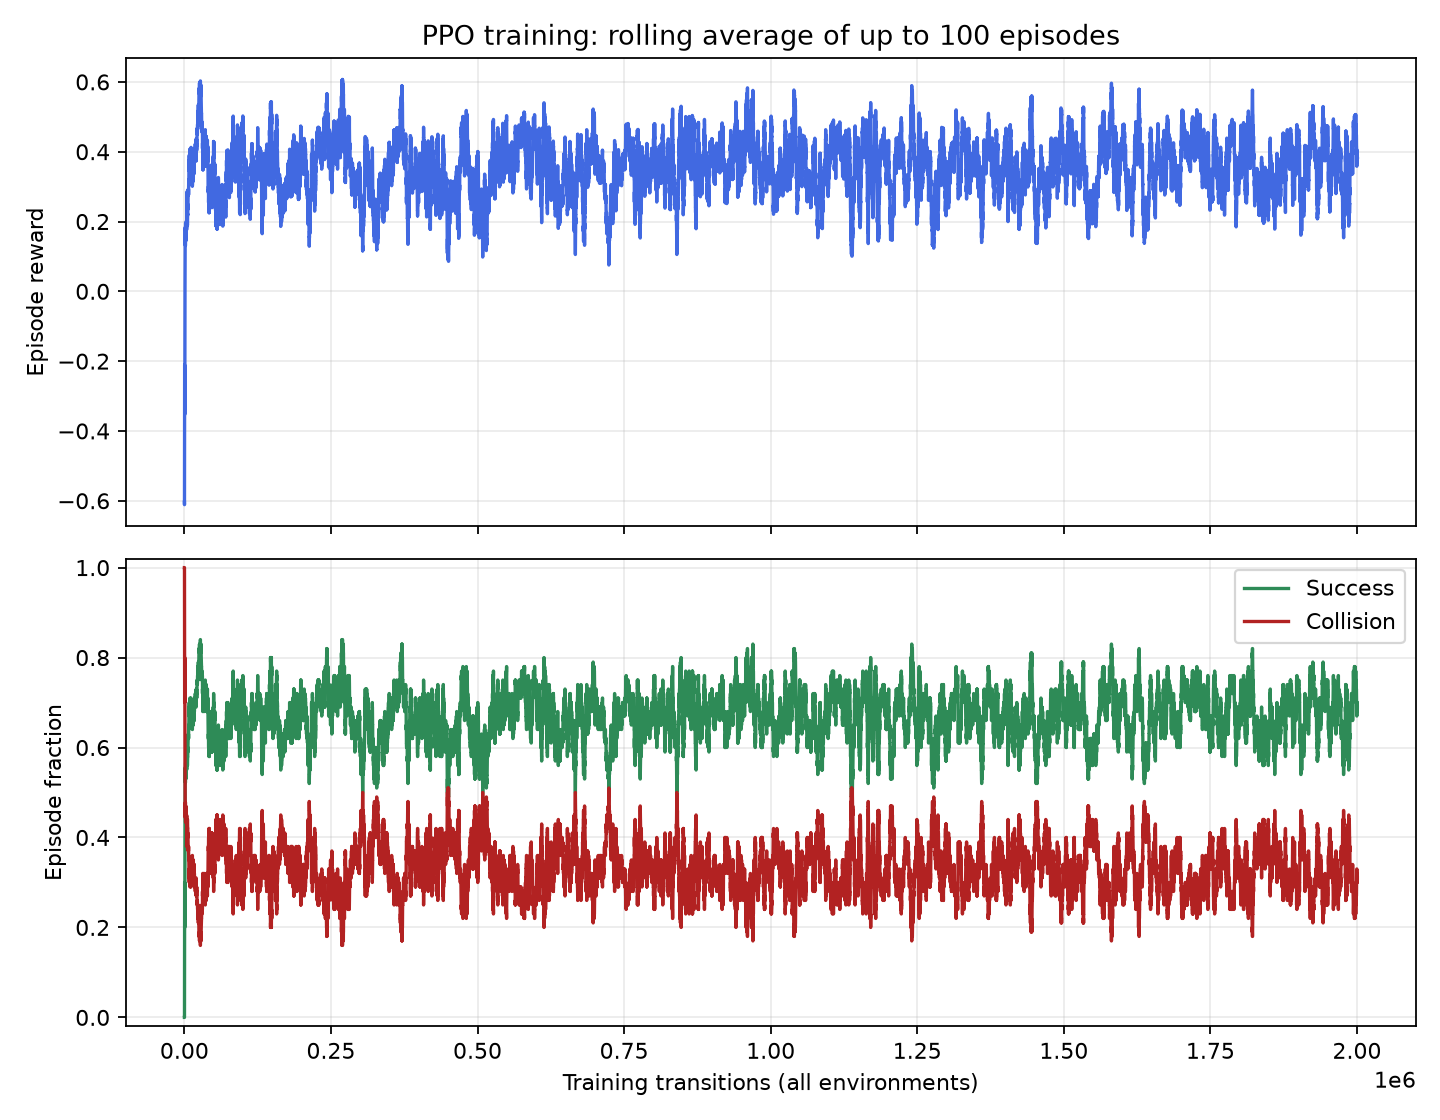 PPO training: rolling average of up to 100 episodes
0.6
0.4
0.2
0.0
−0.2
−0.4
−0.6
Episode reward
1.0
0.8
0.6
0.4
0.2
0.0
Episode fraction
Success
Collision
0.00 0.25 0.50 0.75 1.00 1.25 1.50 1.75 2.00
1e6
Training transitions (all environments)